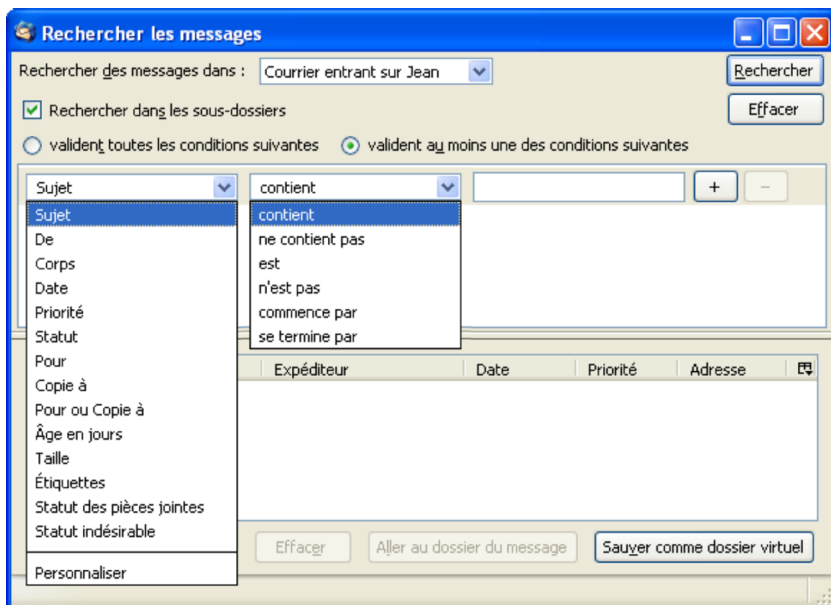 Rechercher les messages
Rechercher des messages dans : Courrier entrant sur Jean Rechercher
Rechercher dans les sous-dossiers Effacer
valident toutes les conditions suivantes valident au moins une des conditions suivantes
Sujet contient + -
Sujet contient
De ne contient pas
Corps est
Date n'est pas
Priorité commence par
Statut se termine par
Pour Expéditeur Date Priorité Adresse
Copie à
Pour ou Copie à
Âge en jours
Taille
Étiquettes
Statut des pièces jointes
Statut indésirable
Effacer Aller au dossier du message Sauver comme dossier virtuel
Personnaliser